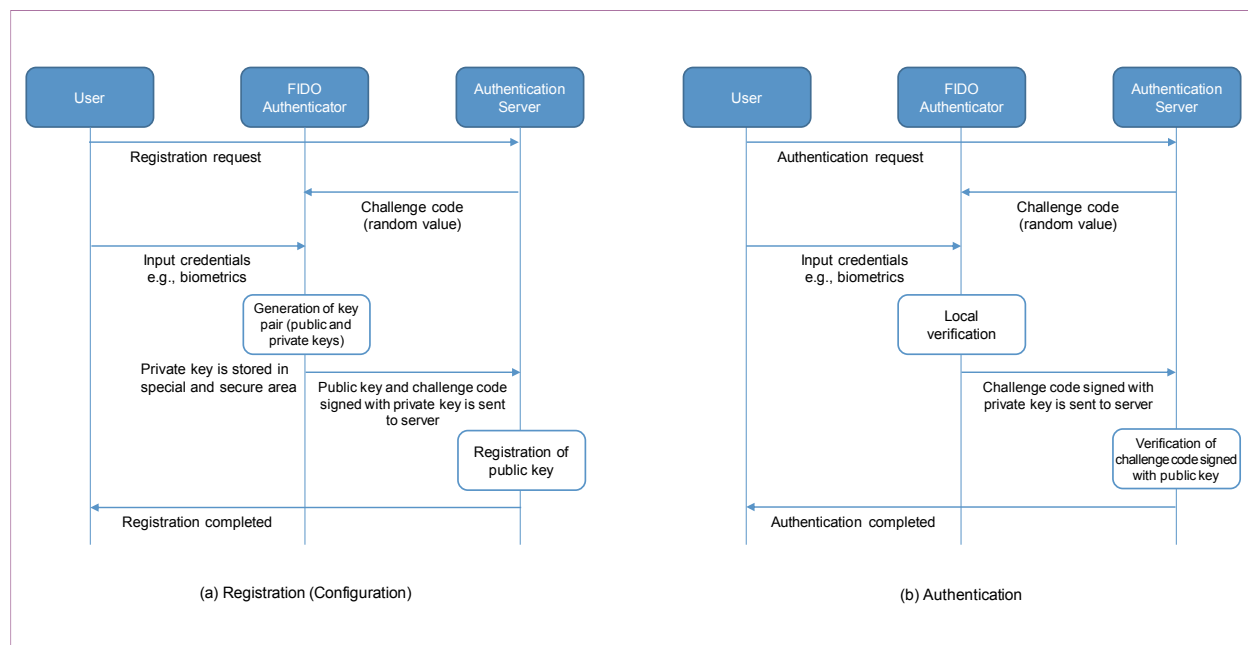 User
FIDO
Authenticator
Authentication
Server
Registration request
Challenge code
(random value)
Input credentials
e.g., biometrics
Generation of key
pair (public and
private keys)
Private key is stored in
special and secure area
Public key and challenge code
signed with private key is sent
to server
Registration of
public key
Registration completed
(a) Registration (Configuration)
User
FIDO
Authenticator
Authentication
Server
Authentication request
Challenge code
(random value)
Input credentials
e.g., biometrics
Local
verification
Challenge code signed with
private key is sent to server
Verification of
challenge code signed
with public key
Authentication completed
(b) Authentication